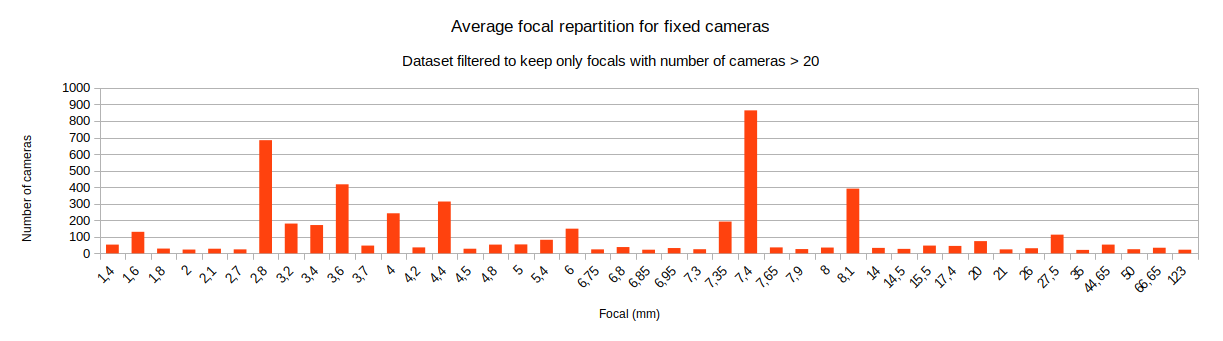 Average focal repartition for fixed cameras
Dataset filtered to keep only focals with number of cameras > 20
Number of cameras
1000
900
800
700
600
500
400
300
200
100
0
1,4 1,6 1,8 2 2,1 2,7 2,8 3,2 3,4 3,6 3,7 4 4,2 4,4 4,5 4,8 5 5,4 6 6,75 6,8 6,85 6,95 7,3 7,35 7,4 7,65 7,9 8 8,1 14 14,5 15,5 17,4 20 21 26 27,5 35 44,65 50 66,65 123
Focal (mm)